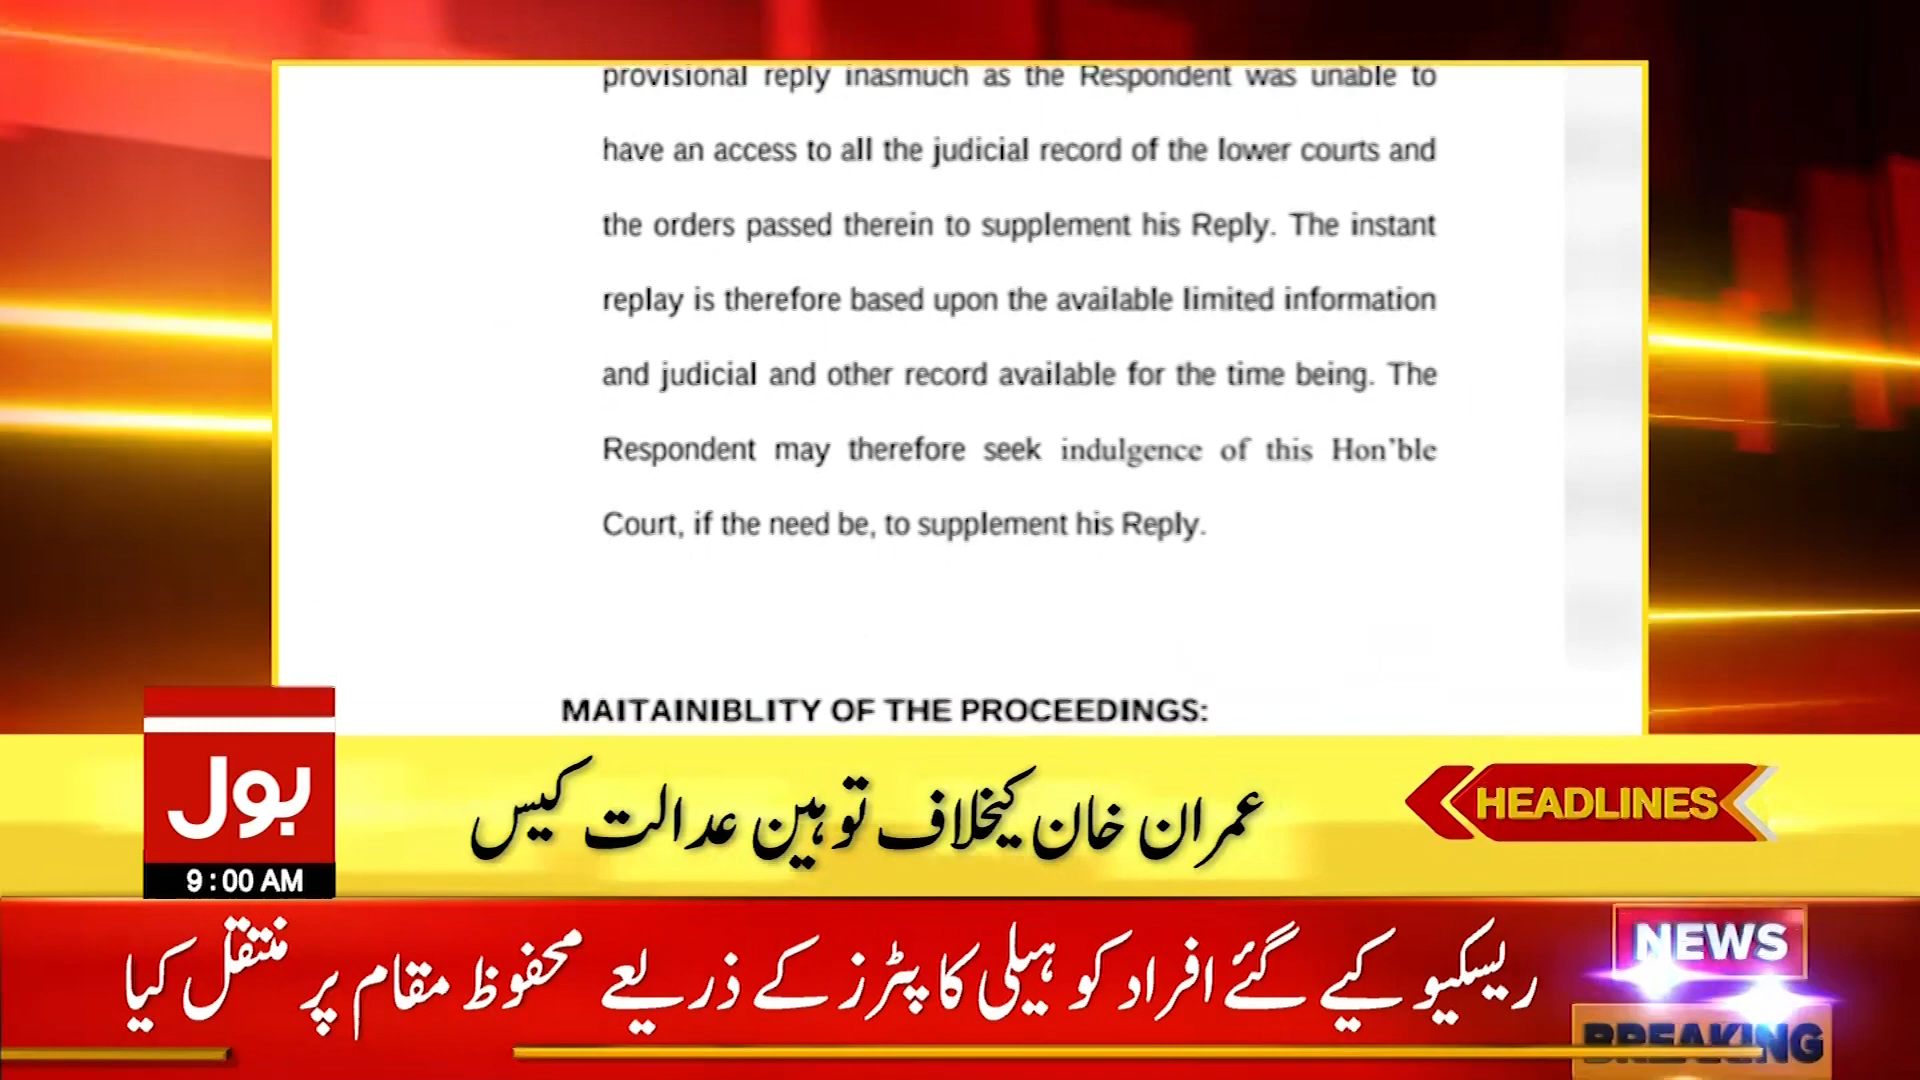 provisional reply inasmuch as the Respondent was unable to
have an access to all the judicial record of the lower courts and
the orders passed therein to supplement his Reply. The instant
replay is therefore based upon the available limited information
and judicial and other record available for the time being. The
Respondent may therefore seek indulgence of this Hon'ble
Court, if the need be, to supplement his Reply.
MAITAINIBLITY OF THE PROCEEDINGS:
بول
9:00 AM
عمران خان کیخلاف توہین عدالت کیس
HEADLINES
ریسکیو کیے گئے افراد کو ہیلی کاپٹرز کے ذریعے محفوظ مقام پر منتقل کیا
NEWS
BREAKING